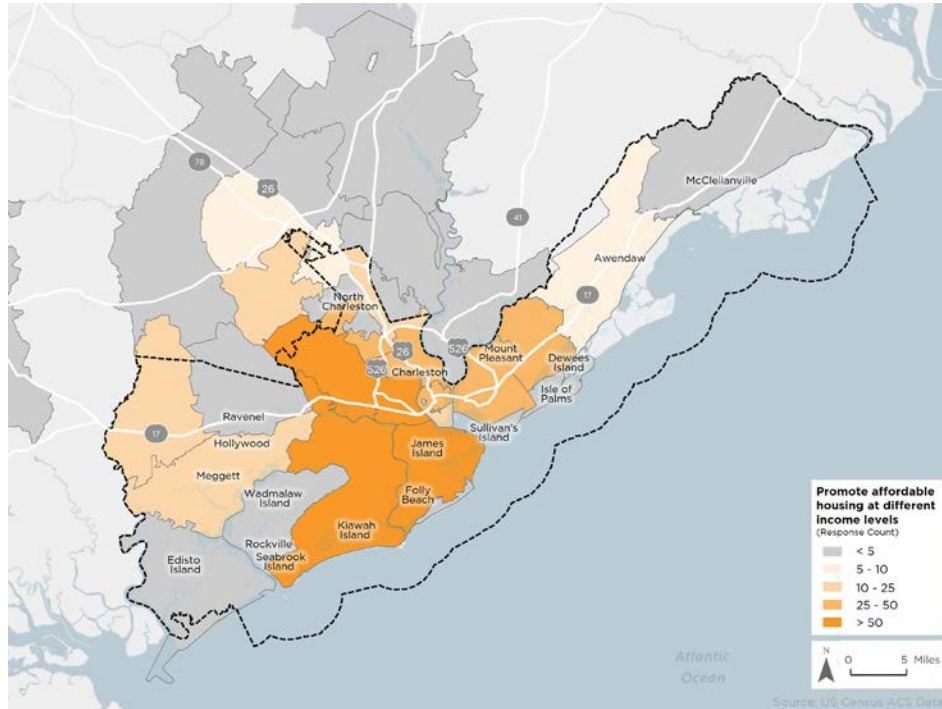 78
26
41
McClellanville
Awendaw
17
North
Charleston
526
Mount
Pleasant
26
526
Charleston
Dewees
Island
Isle of
Palms
Ravenel
Sullivan's
Island
17
Hollywood
James
Island
Meggett
Wadmalaw
Island
Folly
Beach
Rockville
Kiawah
Island
Seabrook
Island
Edisto
Island
Promote affordable
housing at different
income levels
(Response Count)
< 5
5 - 10
10 - 25
25 - 50
> 50
N
0 5 Miles
Atlantic
Ocean
Source: US Census ACS Data